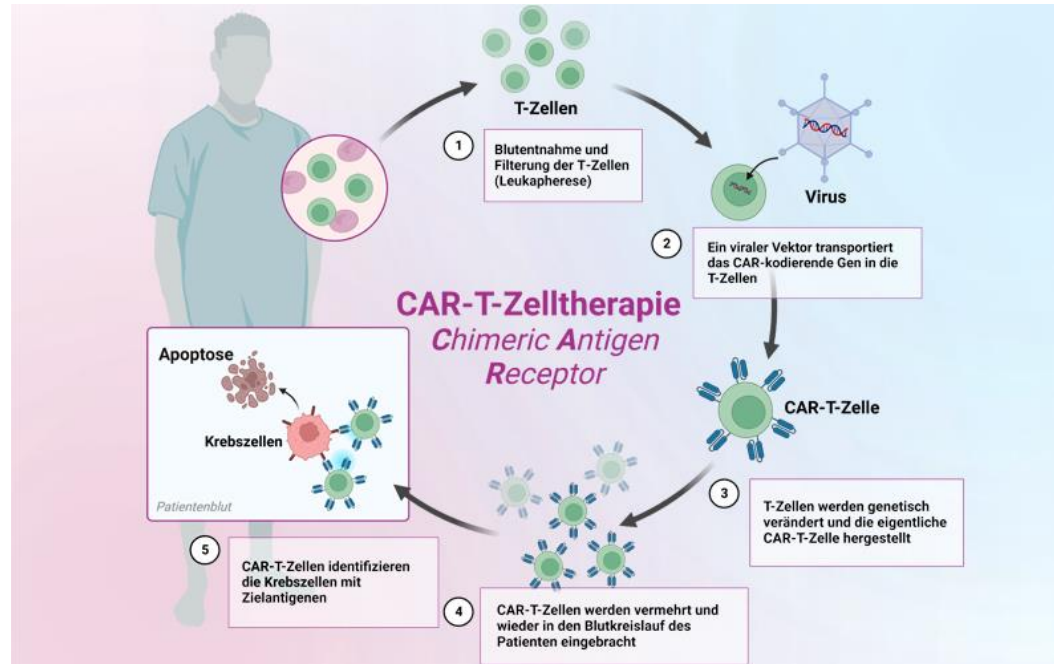 T-Zellen
1
Blutentnahme und
Filterung der T-Zellen
(Leukapherese)
Virus
2
Ein viraler Vektor transportiert
das CAR-kodierende Gen in die
T-Zellen
CAR-T-Zelltherapie
Chimeric Antigen
Receptor
CAR-T-Zelle
3
T-Zellen werden genetisch
verändert und die eigentliche
CAR-T-Zelle hergestellt
4
CAR-T-Zellen werden vermehrt und
wieder in den Blutkreislauf des
Patienten eingebracht
5
CAR-T-Zellen identifizieren
die Krebszellen mit
Zielantigenen
Apoptose
Krebszellen
Patientenblut